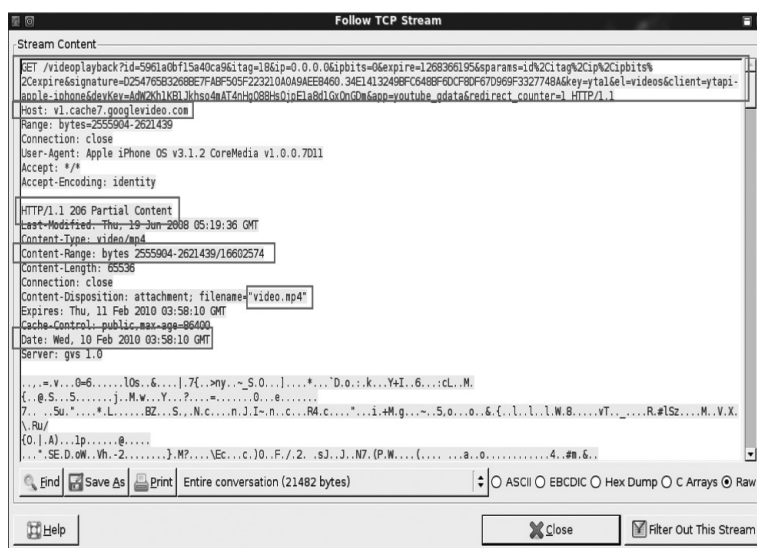 Follow TCP Stream
Stream Content
GET /videoplayback?id=5961a0bf15a40ca9&itag=18&ip=0.0.0.0&ipbits=0&expire=1268366195&sparams=id%2Citag%2Cip%2Cipbits%
2Cexpire&signature=D254765B3268BE7FABF505F223210A0A9AEE8460.34E1413249BFC648BF6DCF8DF67D969F3327748A&key=yta1&el=videos&client=ytapi-
apple-iphone&devKey=AdW2Kh1KB1Jkhso4mAT4nHgO88HsOjpE1a8d1GxOnGDm&app=youtube_gdata&redirect_counter=1 HTTP/1.1
Host: v1.cache7.googlevideo.com
Range: bytes=2555904-2621439
Connection: close
User-Agent: Apple iPhone OS v3.1.2 CoreMedia v1.0.0.7D11
Accept: */*
Accept-Encoding: identity
HTTP/1.1 206 Partial Content
Last-Modified: Thu, 19 Jun 2008 05:19:36 GMT
Content-Type: video/mp4
Content-Range: bytes 2555904-2621439/16602574
Content-Length: 65536
Connection: close
Content-Disposition: attachment; filename="video.mp4"
Expires: Thu, 11 Feb 2010 03:58:10 GMT
Cache-Control: public,max-age=86400
Date: Wed, 10 Feb 2010 03:58:10 GMT
Server: gvs 1.0
Find Save As Print Entire conversation (21482 bytes) ASCII EBCDIC Hex Dump C Arrays Raw
Help Close Filter Out This Stream